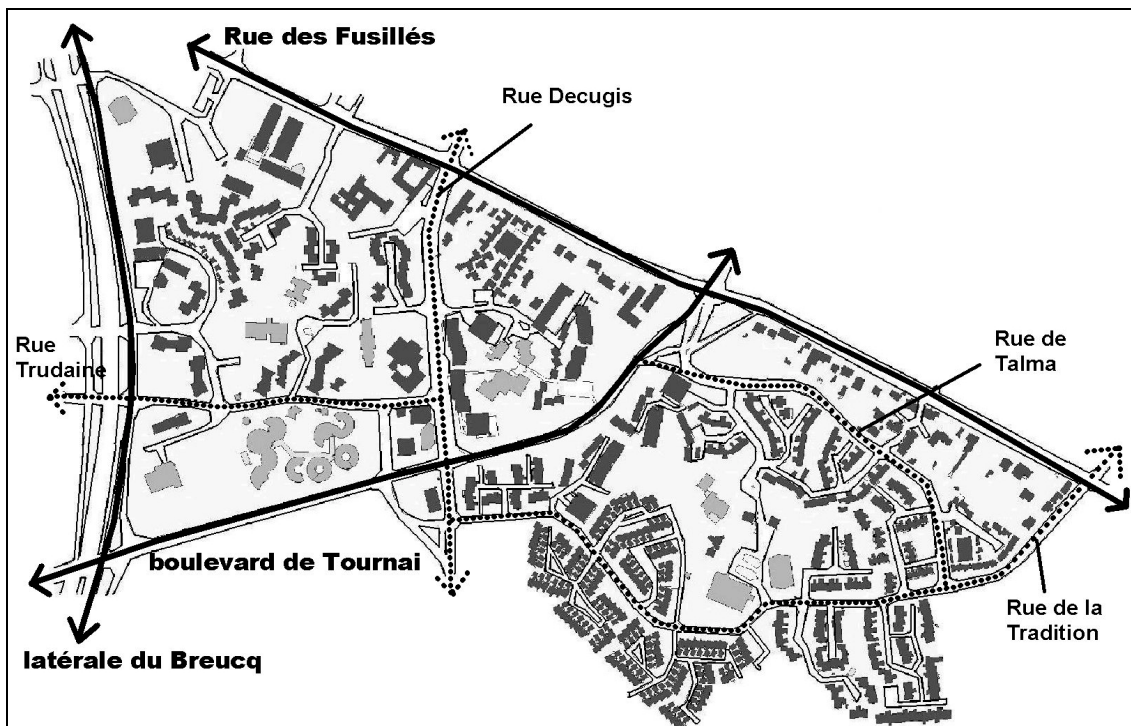 Rue des Fusillés
Rue Decugis
Rue
Trudaine
Rue de
Talma
boulevard de Tournai
Rue de la
Tradition
latérale du Breucq